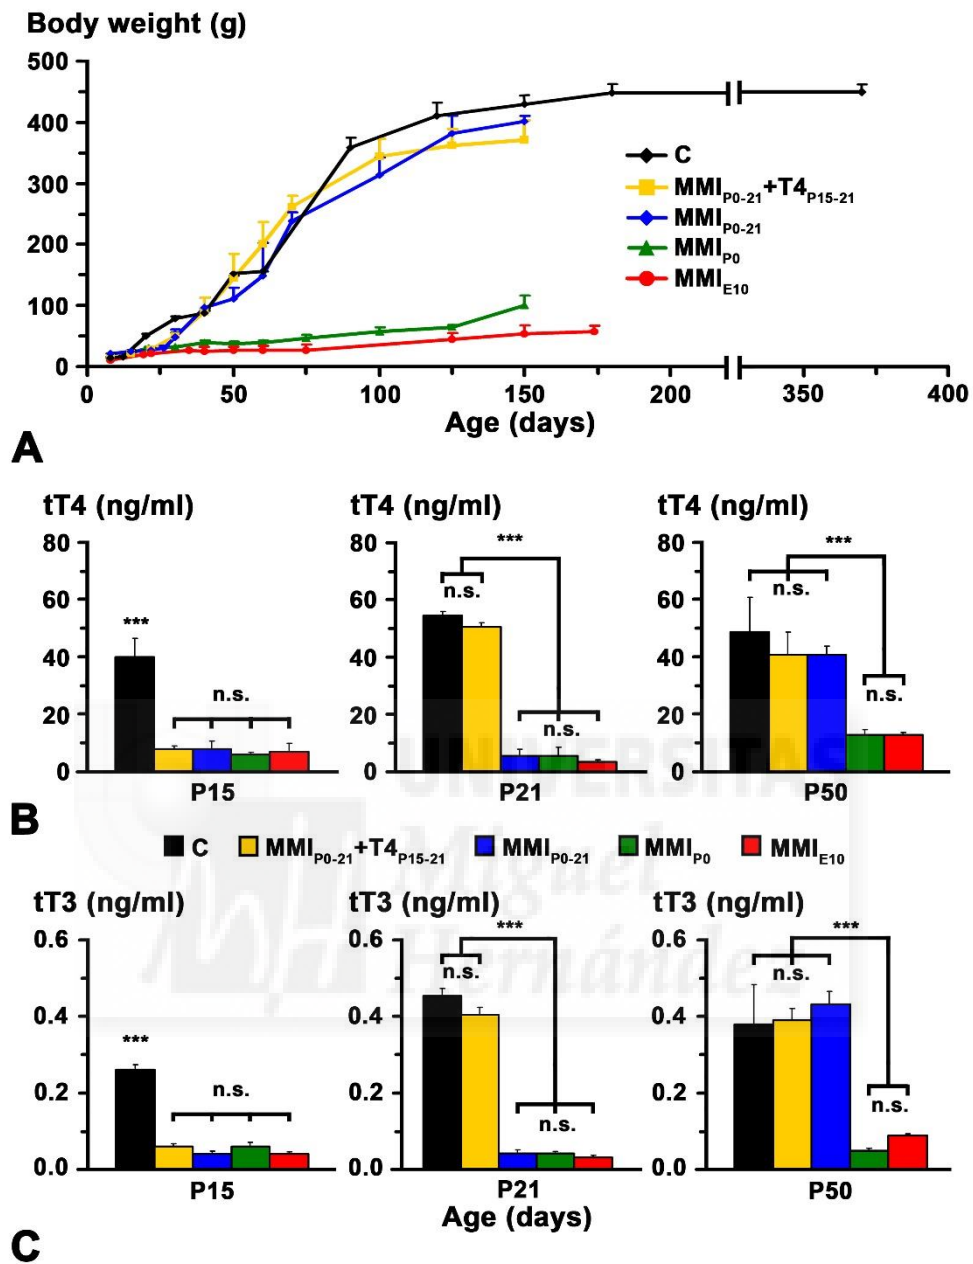 Body weight (g)
500
400
300
200
100
0
0 50 100 150 200 350 400
Age (days)
C
MMIP0-21+T4P15-21
MMIP0-21
MMIP0
MMIE10
A
tT4 (ng/ml) tT4 (ng/ml) tT4 (ng/ml)
80 80 80
60 60 60
40 40 40
20 20 20
0 0 0
*** *** ***
n.s. n.s. n.s.
n.s. n.s.
P15 P21 P50
UNIVERSITAS
Miguel
Hernández
B
C MMIP0-21+T4P15-21 MMIP0-21 MMIP0 MMIE10
tT3 (ng/ml) tT3 (ng/ml) tT3 (ng/ml)
0.6 0.6 0.6
0.4 0.4 0.4
0.2 0.2 0.2
0.0 0.0 0.0
*** *** ***
n.s. n.s. n.s.
n.s. n.s.
P15 P21 P50
Age (days)
C